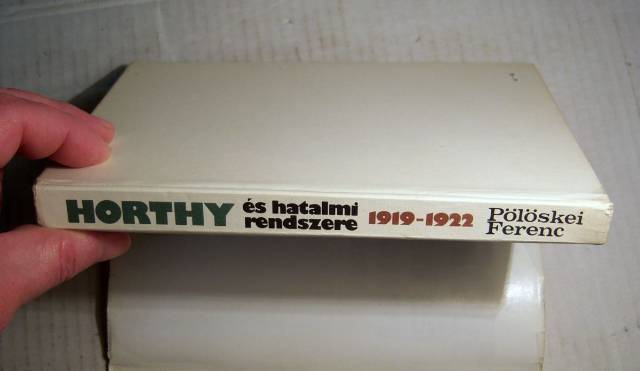 HORTHY
és hatalmi
rendszere
1919-1922
Pölöskei
Ferenc